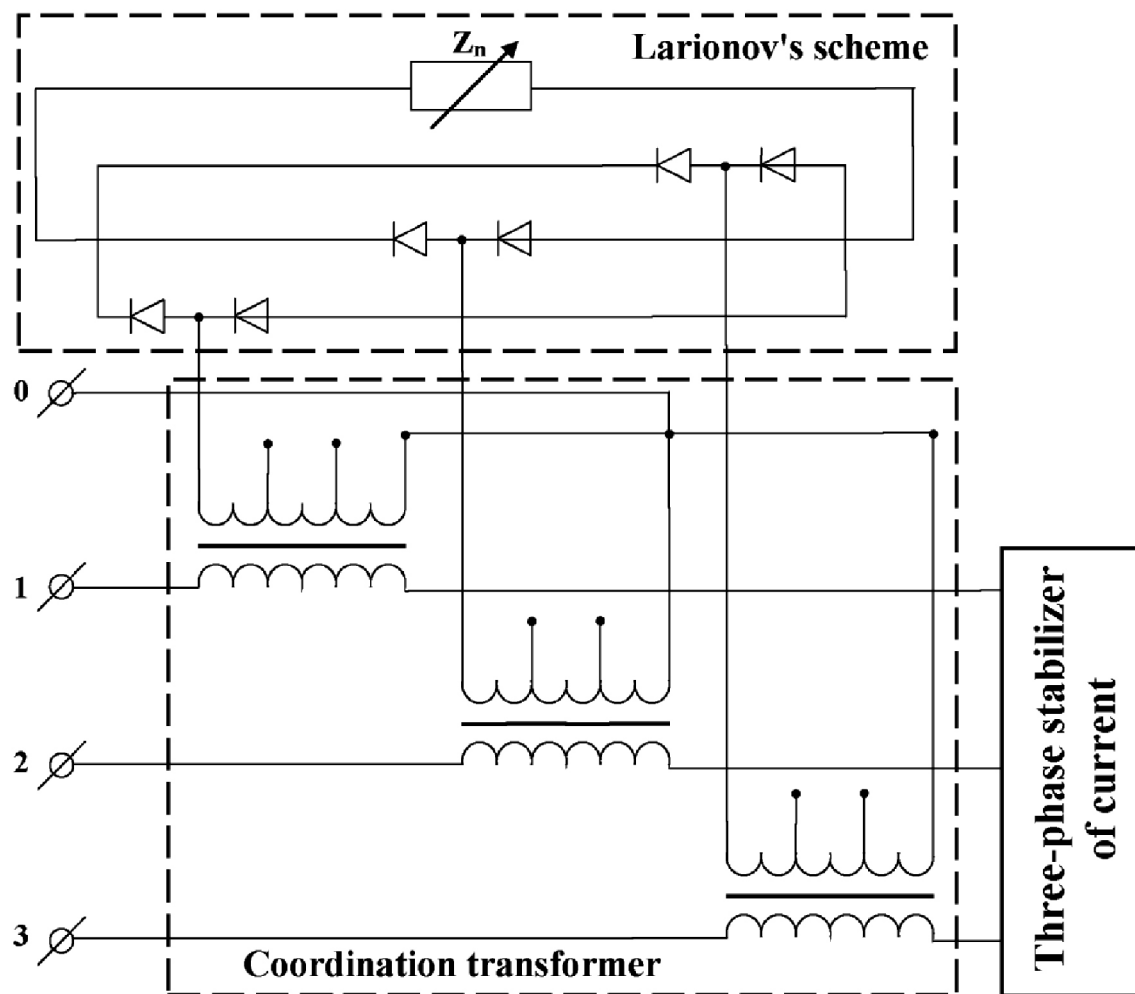 Zn
Larionov's scheme
0
1
2
3
Three-phase stabilizer
of current
Coordination transformer